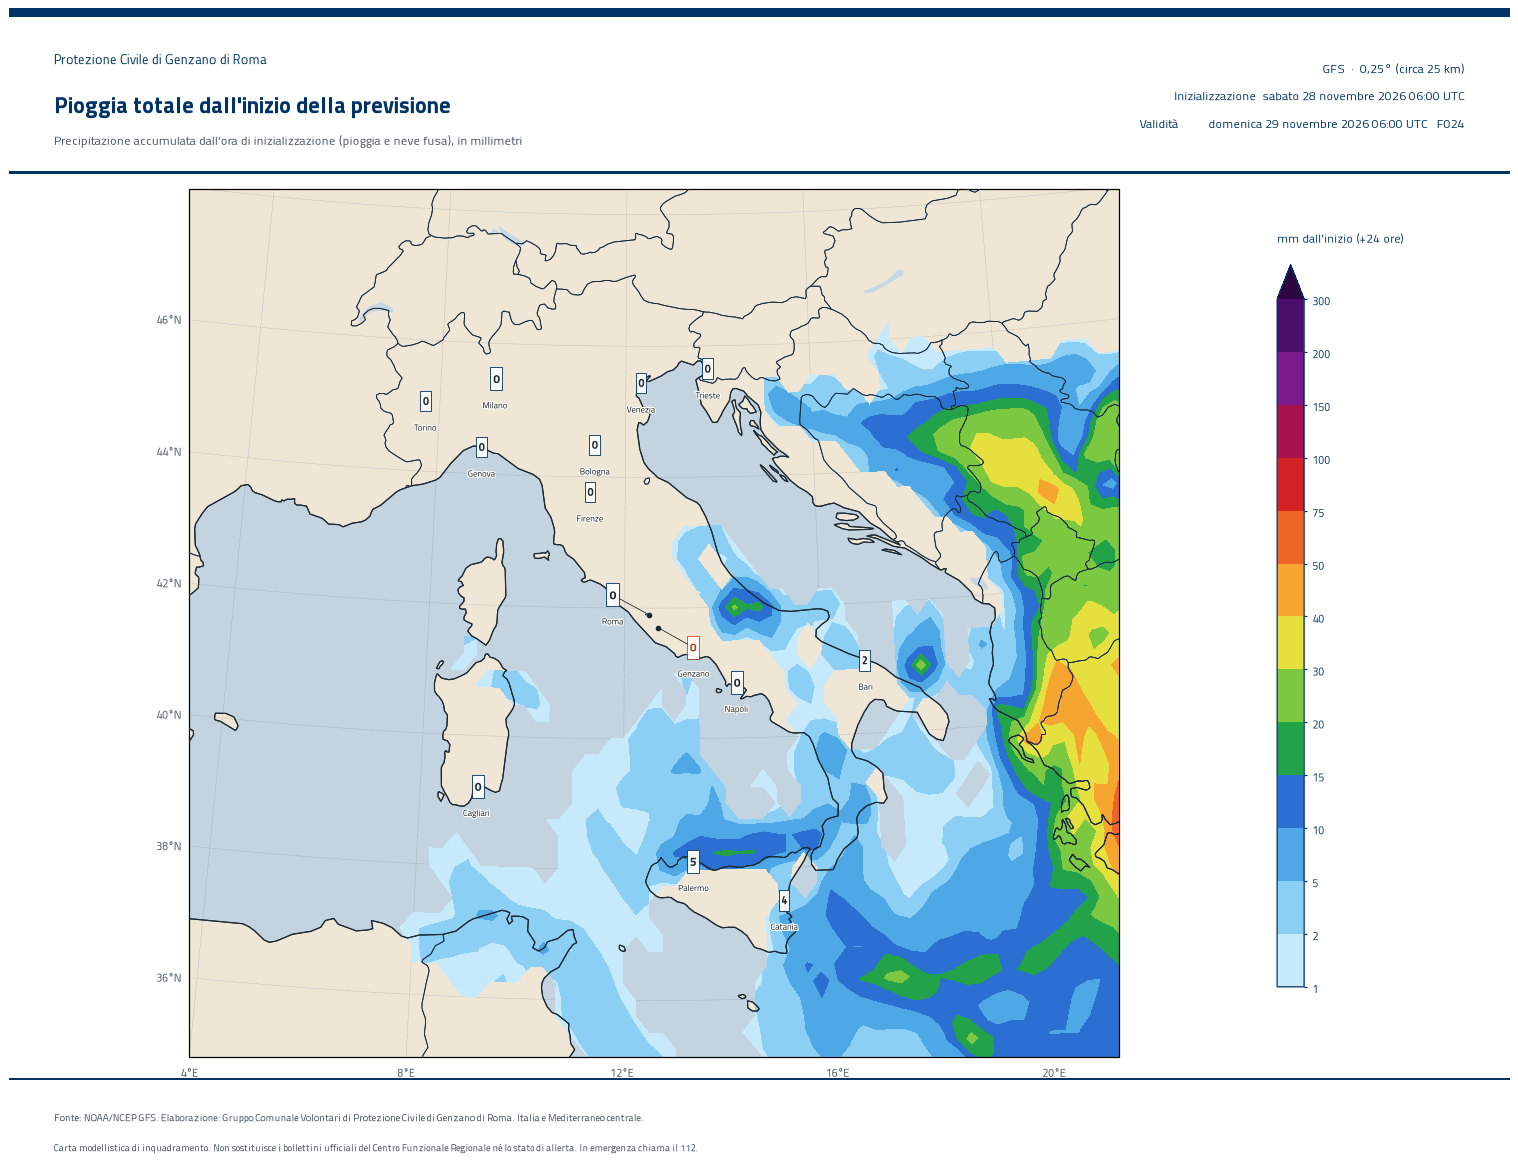 Protezione Civile di Genzano di Roma
Pioggia totale dall'inizio della previsione
Precipitazione accumulata dall'ora di inizializzazione (pioggia e neve fusa), in millimetri
GFS · 0,25° (circa 25 km)
Inizializzazione sabato 28 novembre 2026 06:00 UTC
Validità domenica 29 novembre 2026 06:00 UTC F024
mm dall'inizio (+24 ore)
300
200
150
100
75
50
40
30
20
15
10
5
2
1
46°N
44°N
42°N
40°N
38°N
36°N
4°E
8°E
12°E
16°E
20°E
0
Torino
0
Milano
0
Venezia
0
Trieste
0
Genova
0
Bologna
0
Firenze
0
Roma
0
Genzano
0
Napoli
2
Bari
0
Cagliari
5
Palermo
4
Catania
Fonte: NOAA/NCEP GFS. Elaborazione: Gruppo Comunale Volontari di Protezione Civile di Genzano di Roma. Italia e Mediterraneo centrale.
Carta modellistica di inquadramento. Non sostituisce i bollettini ufficiali del Centro Funzionale Regionale né lo stato di allerta. In emergenza chiama il 112.